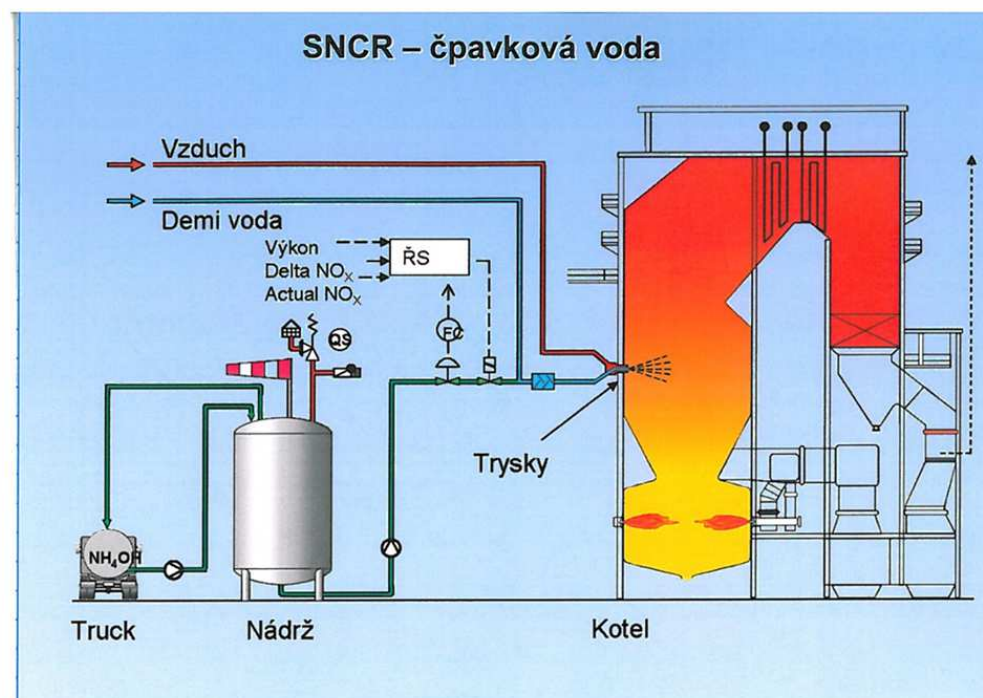 SNCR – čpavková voda
Vzduch
Demi voda
Výkon
Delta NOX
Actual NOX
ŘS
FC
QS
Trysky
NH4OH
Truck
Nádrž
Kotel